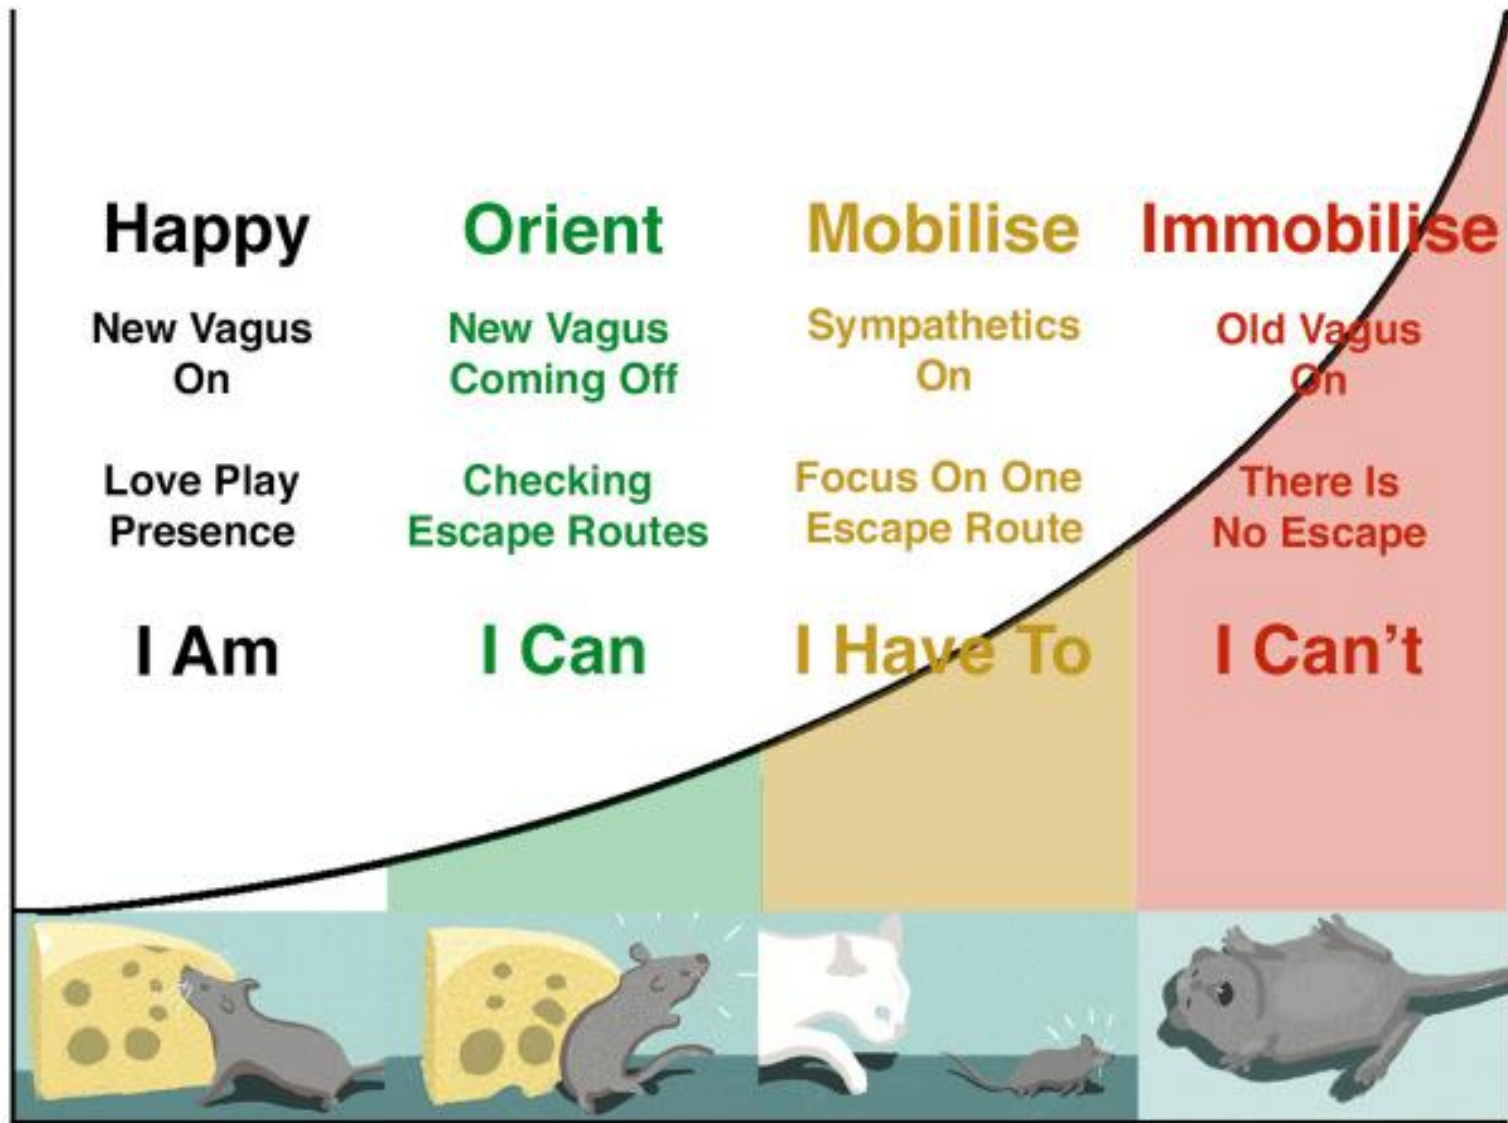 Happy
New Vagus
On
Love Play
Presence
I Am
Orient
New Vagus
Coming Off
Checking
Escape Routes
I Can
Mobilise
Sympathetics
On
Focus On One
Escape Route
I Have To
Immobilise
Old Vagus
On
There Is
No Escape
I Can’t